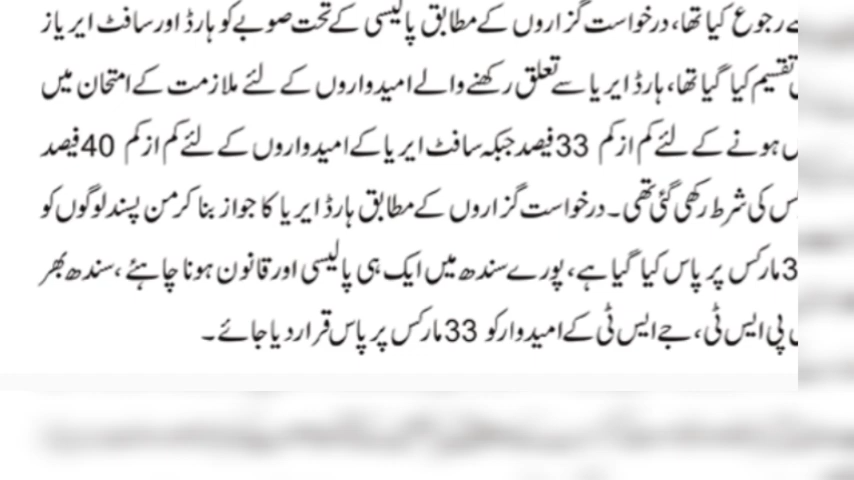 رجوع کیا تھا، درخواست گزاروں کے مطابق پالیسی کے تحت صوبے کو ہارڈ اور سافٹ ایریاز
تقسیم کیا گیا تھا، ہارڈ ایریا سے تعلق رکھنے والے امیدواروں کے لئے ملازمت کے امتحان میں
ہونے کے لئے کم از کم 33 فیصد جبکہ سافٹ ایریا کے امیدواروں کے لئے کم از کم 40 فیصد
کی شرط رکھی گئی تھی۔ درخواست گزاروں کے مطابق ہارڈ ایریا کا جواز بنا کر من پسند لوگوں کو
3 مارکس پر پاس کیا گیا ہے، پورے سندھ میں ایک ہی پالیسی اور قانون ہونا چاہئے، سندھ بھر
پی ایس ٹی، جے ایس ٹی کے امیدوار کو 33 مارکس پر پاس قرار دیا جائے۔